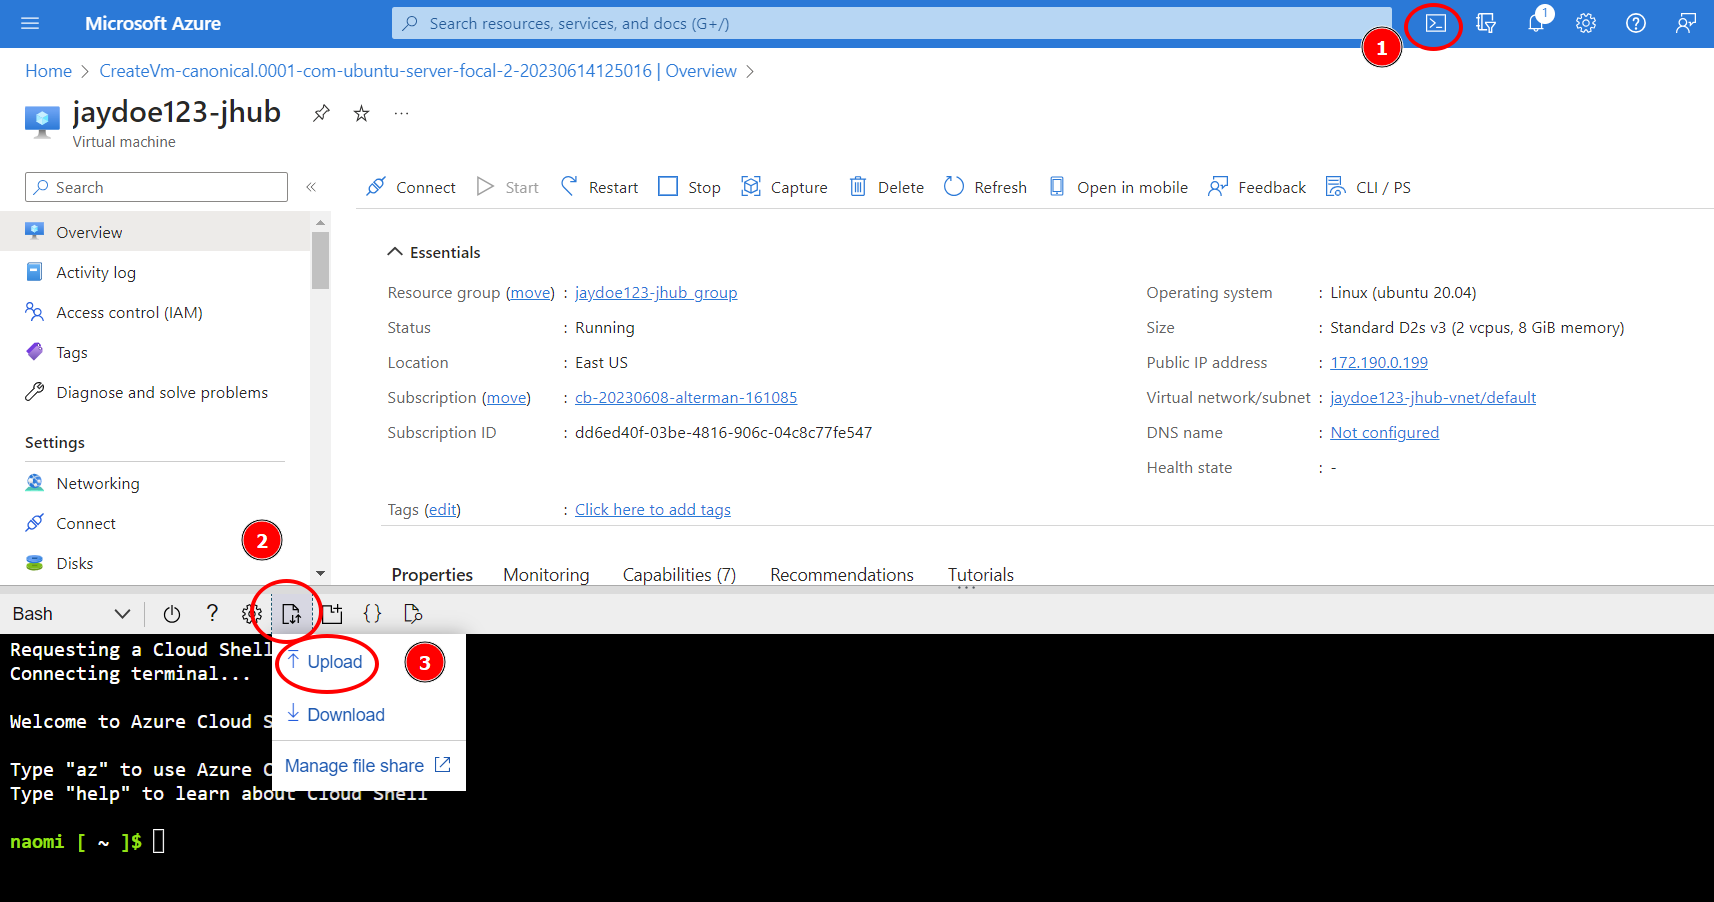 Microsoft Azure
Search resources, services, and docs (G+/)
1
1
Home > CreateVm-canonical.0001-com-ubuntu-server-focal-2-20230614125016 | Overview >
jaydoe123-jhub
...
Virtual machine
Search
«
Connect
Start
Restart
Stop
Capture
Delete
Refresh
Open in mobile
Feedback
CLI / PS
Overview
Activity log
Access control (IAM)
Tags
Diagnose and solve problems
Settings
Networking
Connect
Disks
2
Essentials
Resource group (move) : jaydoe123-jhub_group
Status : Running
Location : East US
Subscription (move) : cb-20230608-alterman-161085
Subscription ID : dd6ed40f-03be-4816-906c-04c8c77fe547
Operating system : Linux (ubuntu 20.04)
Size : Standard D2s v3 (2 vcpus, 8 GiB memory)
Public IP address : 172.190.0.199
Virtual network/subnet : jaydoe123-jhub-vnet/default
DNS name : Not configured
Health state : -
Tags (edit) : Click here to add tags
Properties Monitoring Capabilities (7) Recommendations Tutorials
...
Bash ? { }
Requesting a Cloud Shell
Connecting terminal...
Welcome to Azure Cloud S
Type "az" to use Azure C
Type "help" to learn about Cloud Shell
naomi [ ~ ]$
Upload
3
Download
Manage file share